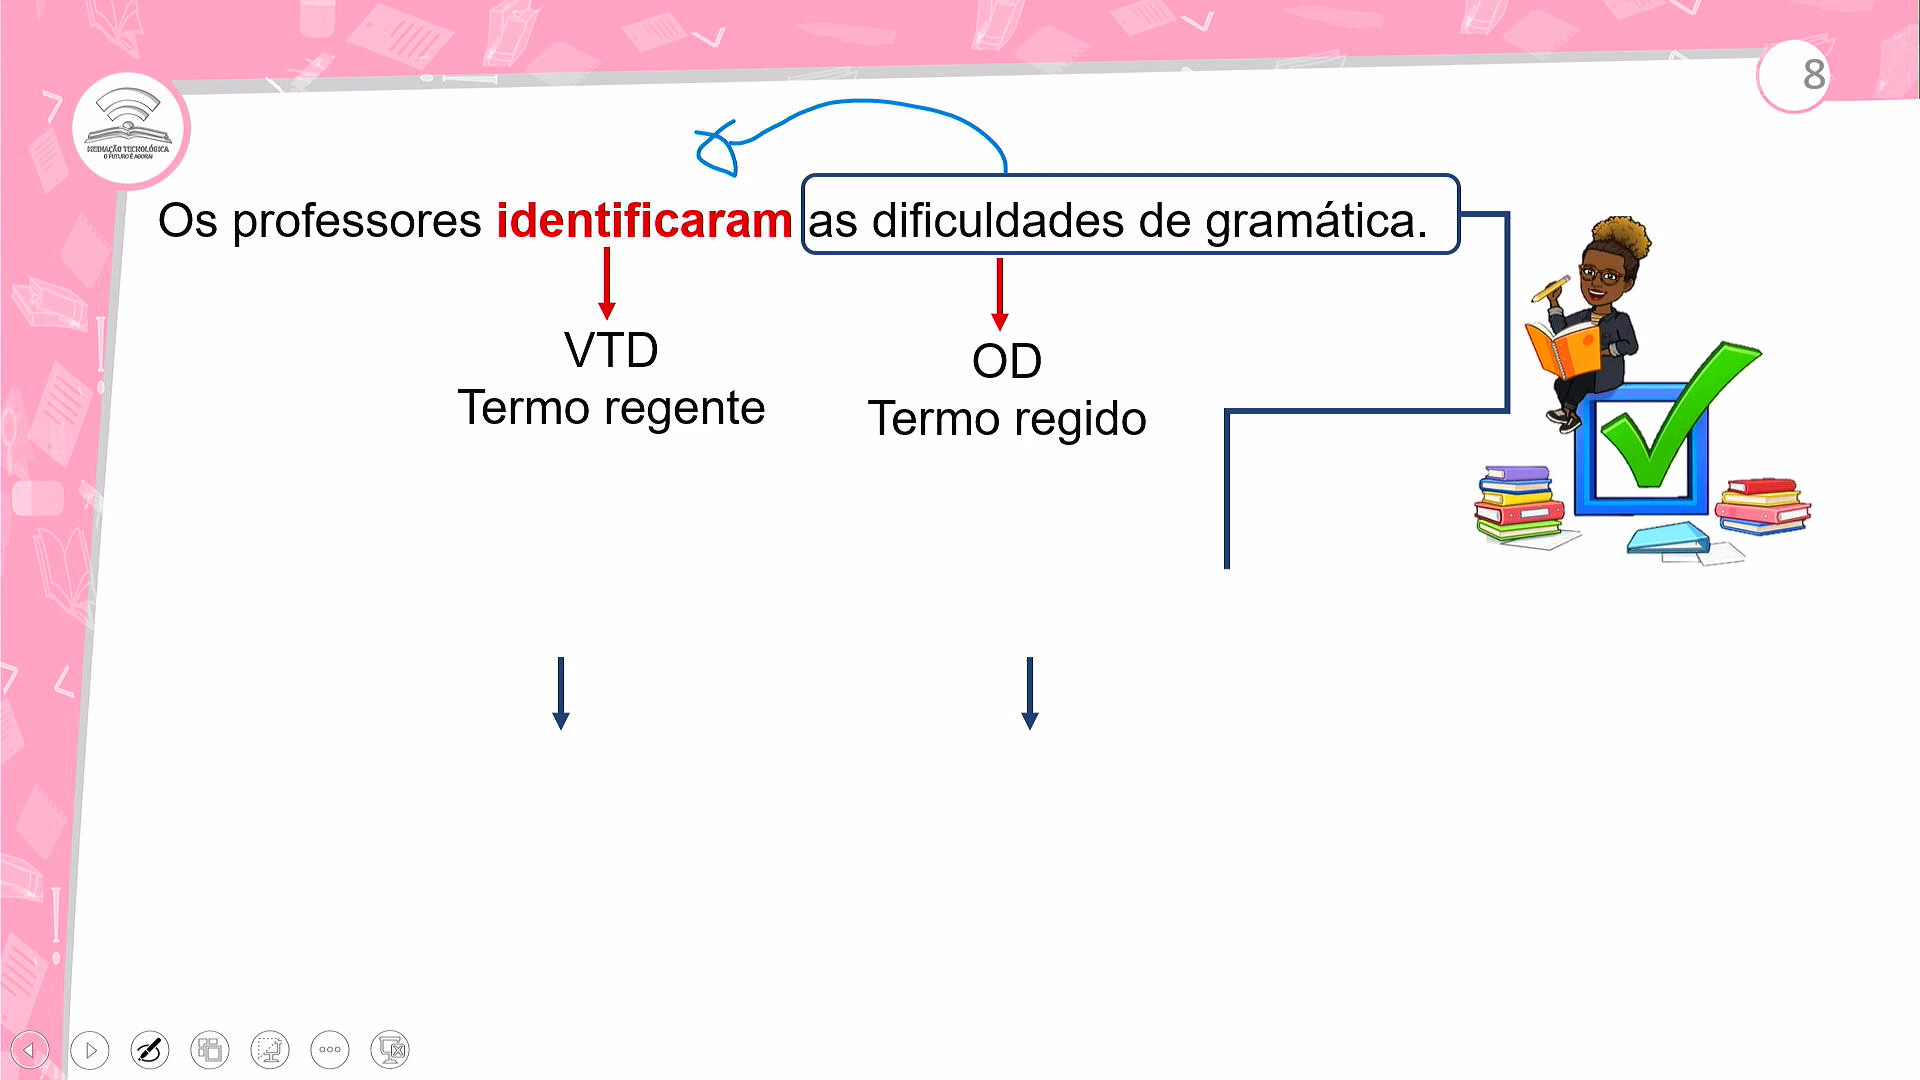 8
MEDIAÇÃO TECNOLÓGICA
O FUTURO É AGORA!
Os professores identificaram as dificuldades de gramática.
VTD
Termo regente
OD
Termo regido